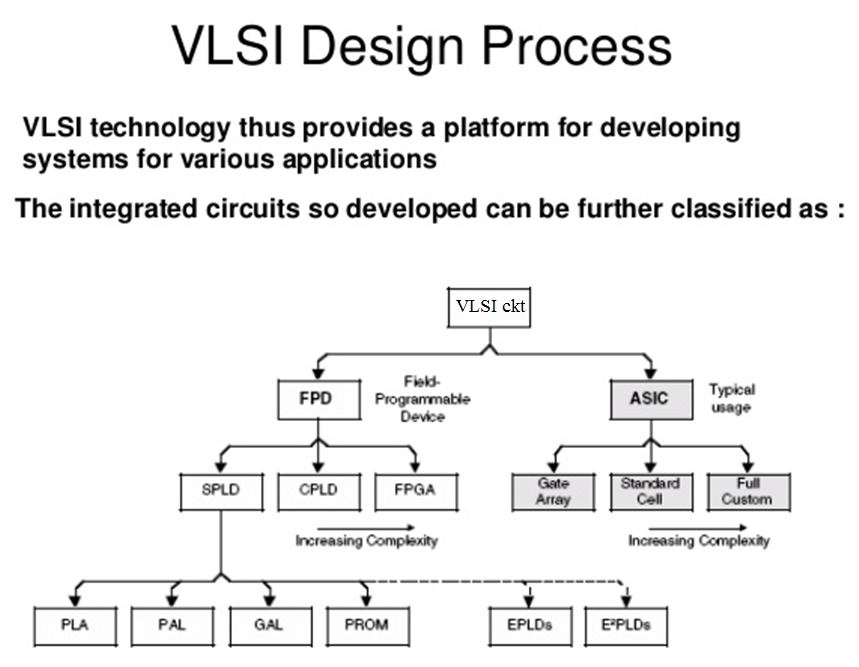 VLSI Design Process
VLSI technology thus provides a platform for developing
systems for various applications
The integrated circuits so developed can be further classified as :
VLSI ckt
FPD
Field-
Programmable
Device
ASIC
Typical
usage
SPLD
CPLD
FPGA
Gate
Array
Standard
Cell
Full
Custom
Increasing Complexity
Increasing Complexity
PLA
PAL
GAL
PROM
EPLDs
E²PLDs